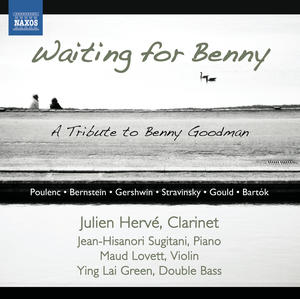 NAXOS
Waiting for Benny
A Tribute to Benny Goodman
Poulenc • Bernstein • Gershwin • Stravinsky • Gould • Bartók
Julien Hervé, Clarinet
Jean-Hisanori Sugitani, Piano
Maud Lovett, Violin
Ying Lai Green, Double Bass